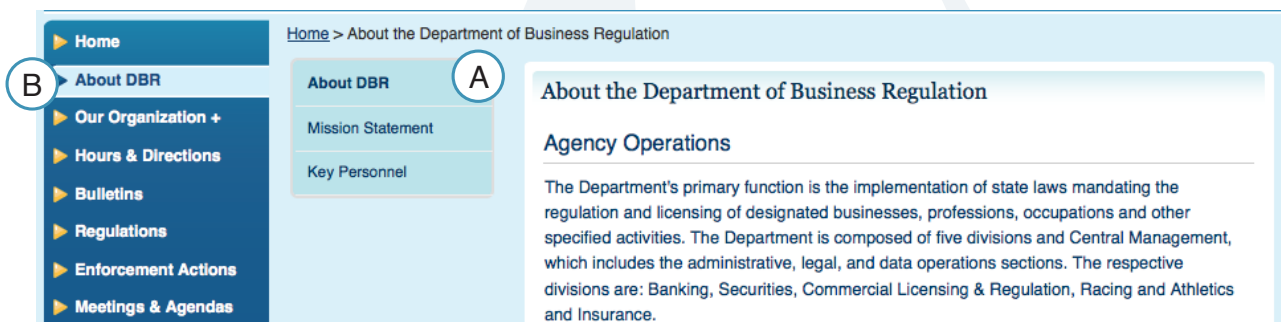 Home
B
About DBR
Our Organization +
Hours & Directions
Bulletins
Regulations
Enforcement Actions
Meetings & Agendas
Home > About the Department of Business Regulation
About DBR
A
Mission Statement
Key Personnel
About the Department of Business Regulation
Agency Operations
The Department's primary function is the implementation of state laws mandating the
regulation and licensing of designated businesses, professions, occupations and other
specified activities. The Department is composed of five divisions and Central Management,
which includes the administrative, legal, and data operations sections. The respective
divisions are: Banking, Securities, Commercial Licensing & Regulation, Racing and Athletics
and Insurance.